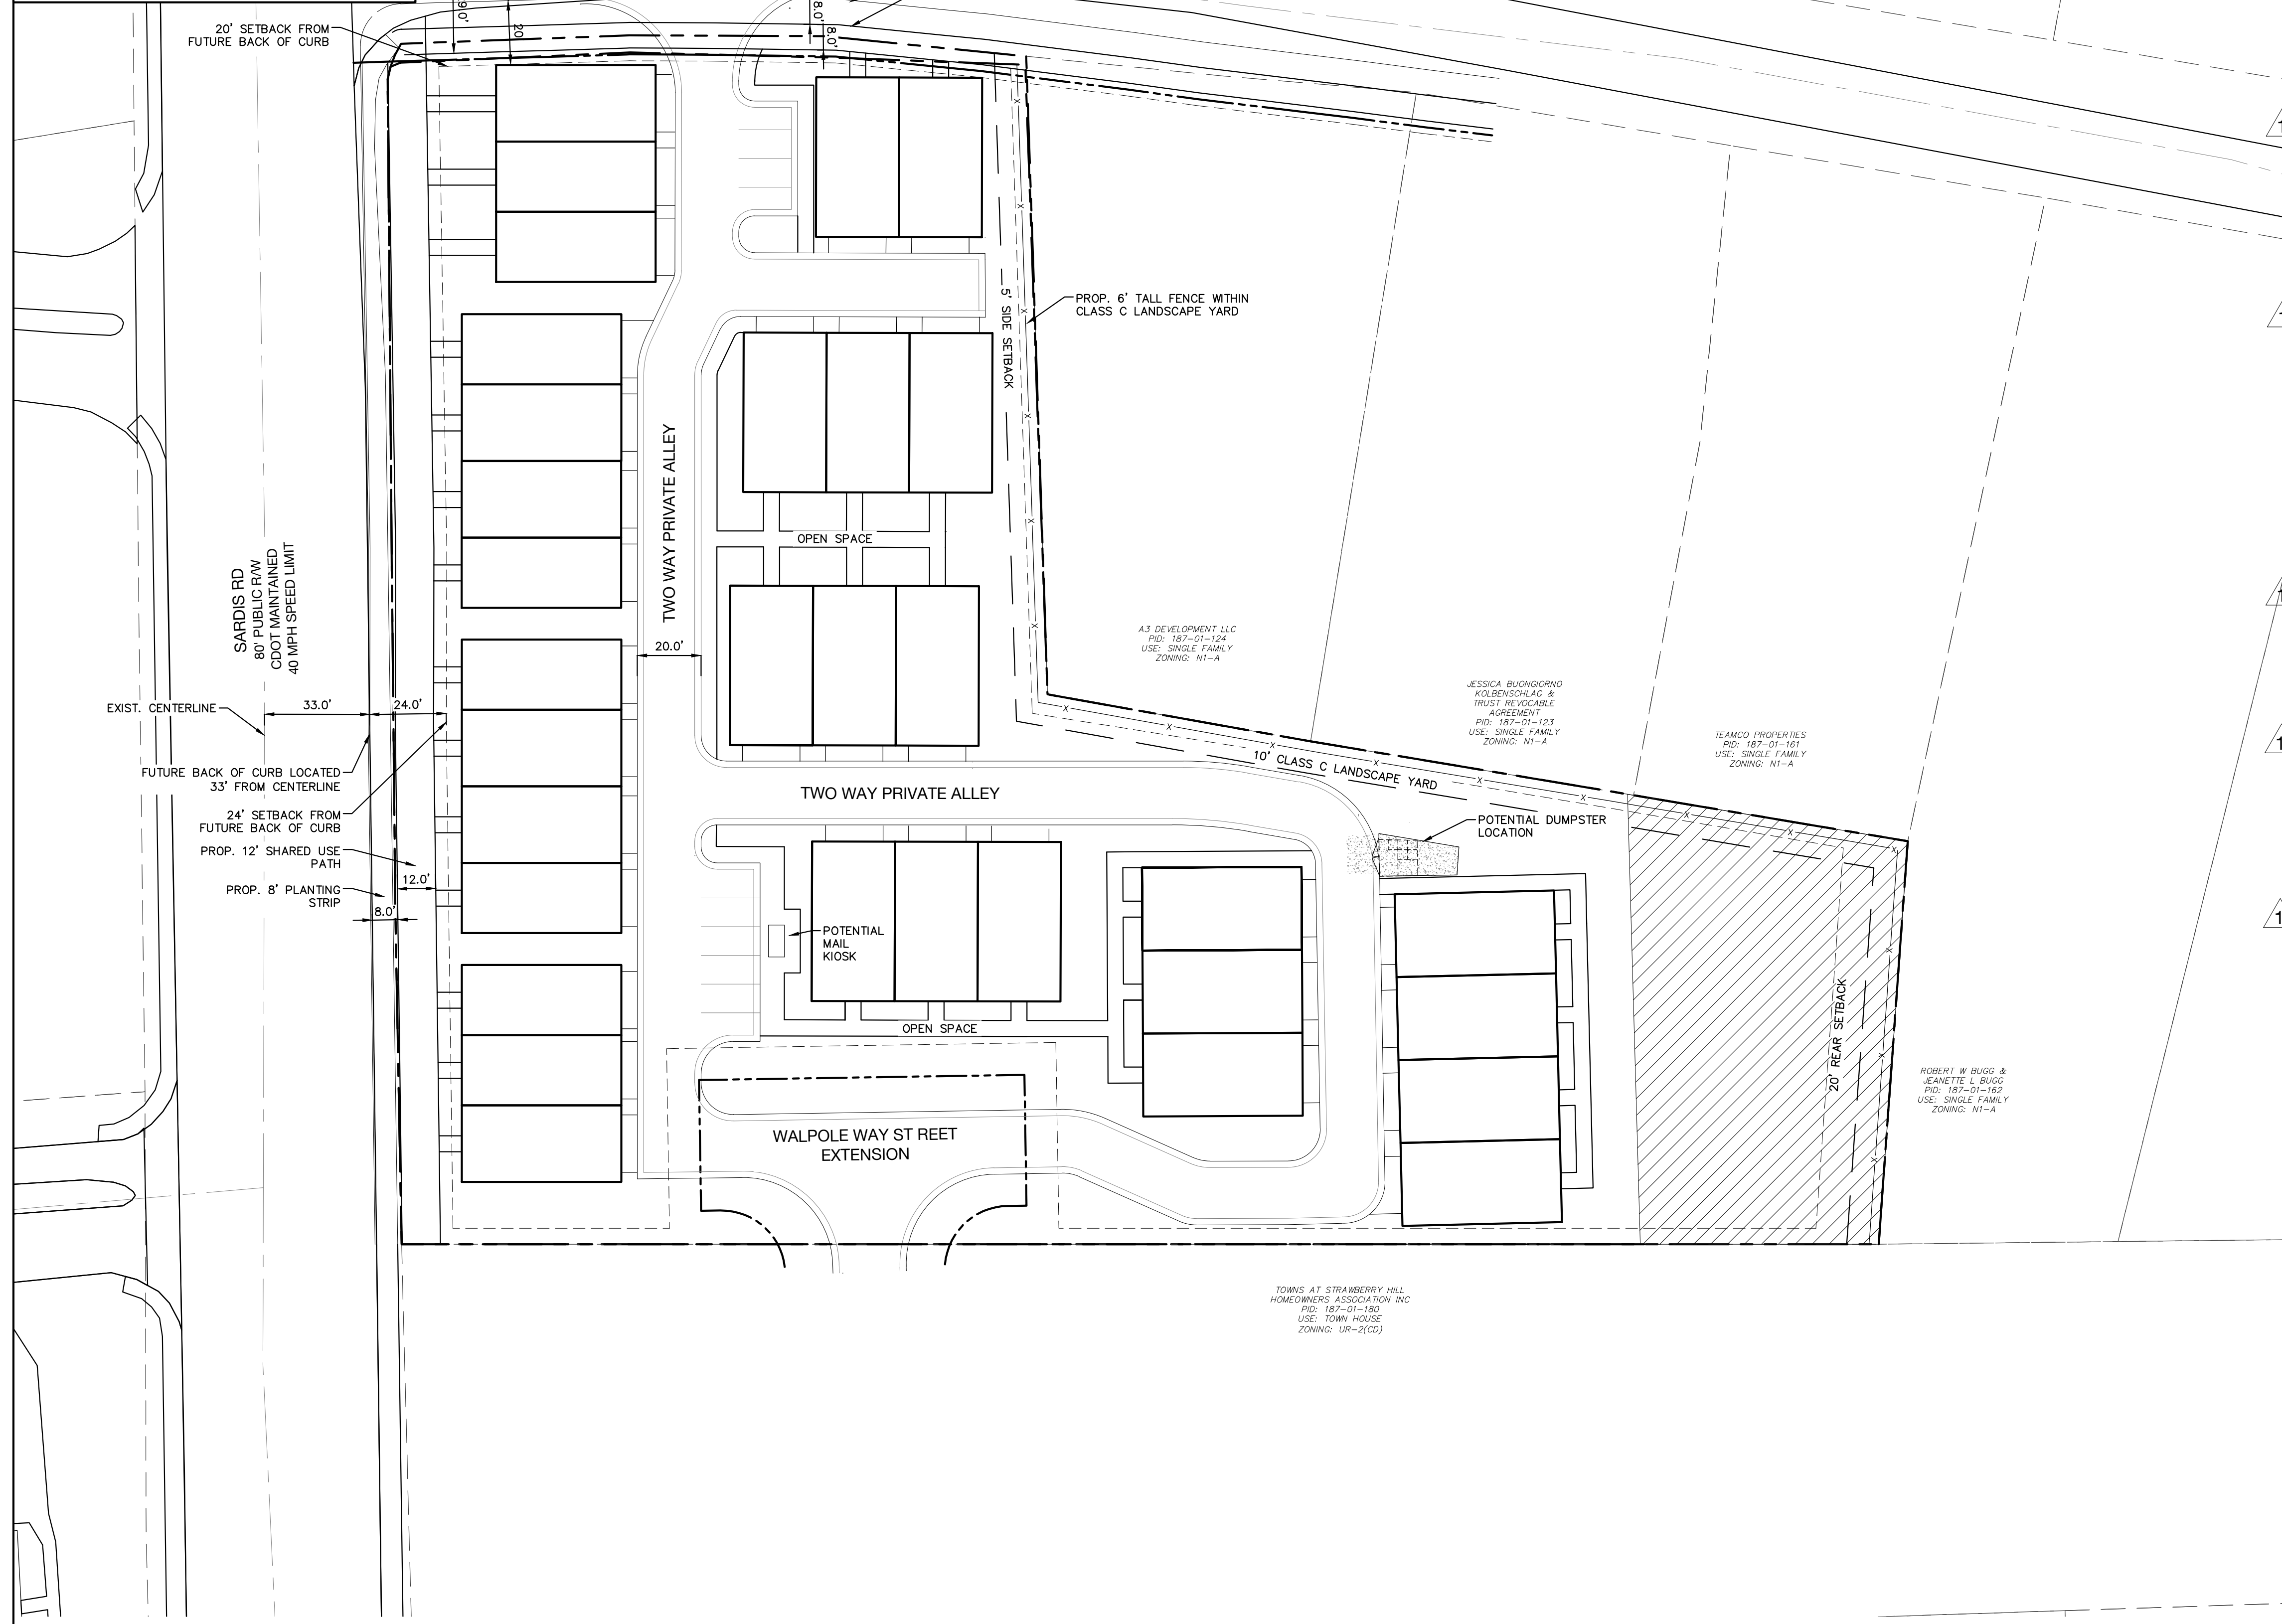 20' SETBACK FROM
FUTURE BACK OF CURB
20'
8.0'
8.0'
PROP. 6' TALL FENCE WITHIN
CLASS C LANDSCAPE YARD
5' SIDE SETBACK
TWO WAY PRIVATE ALLEY
OPEN SPACE
SARDIS RD
80' PUBLIC R/W
CDOT MAINTAINED
40 MPH SPEED LIMIT
A3 DEVELOPMENT LLC
PID: 187-01-124
USE: SINGLE FAMILY
ZONING: N1-A
20.0'
JESSICA BUONGIORNO
KOLBENSCHLAG &
TRUST REVOCABLE
AGREEMENT
PID: 187-01-123
USE: SINGLE FAMILY
ZONING: N1-A
EXIST. CENTERLINE
33.0'
24.0'
TEAMCO PROPERTIES
PID: 187-01-161
USE: SINGLE FAMILY
ZONING: N1-A
FUTURE BACK OF CURB LOCATED
33' FROM CENTERLINE
10' CLASS C LANDSCAPE YARD
TWO WAY PRIVATE ALLEY
24' SETBACK FROM
FUTURE BACK OF CURB
POTENTIAL DUMPSTER
LOCATION
PROP. 12' SHARED USE
PATH
12.0'
PROP. 8' PLANTING
STRIP
8.0'
POTENTIAL
MAIL
KIOSK
OPEN SPACE
20' REAR SETBACK
ROBERT W BUGG &
JEANETTE L BUGG
PID: 187-01-162
USE: SINGLE FAMILY
ZONING: N1-A
WALPOLE WAY ST REET
EXTENSION
TOWNS AT STRAWBERRY HILL
HOMEOWNERS ASSOCIATION INC
PID: 187-01-180
USE: TOWN HOUSE
ZONING: UR-2(CD)